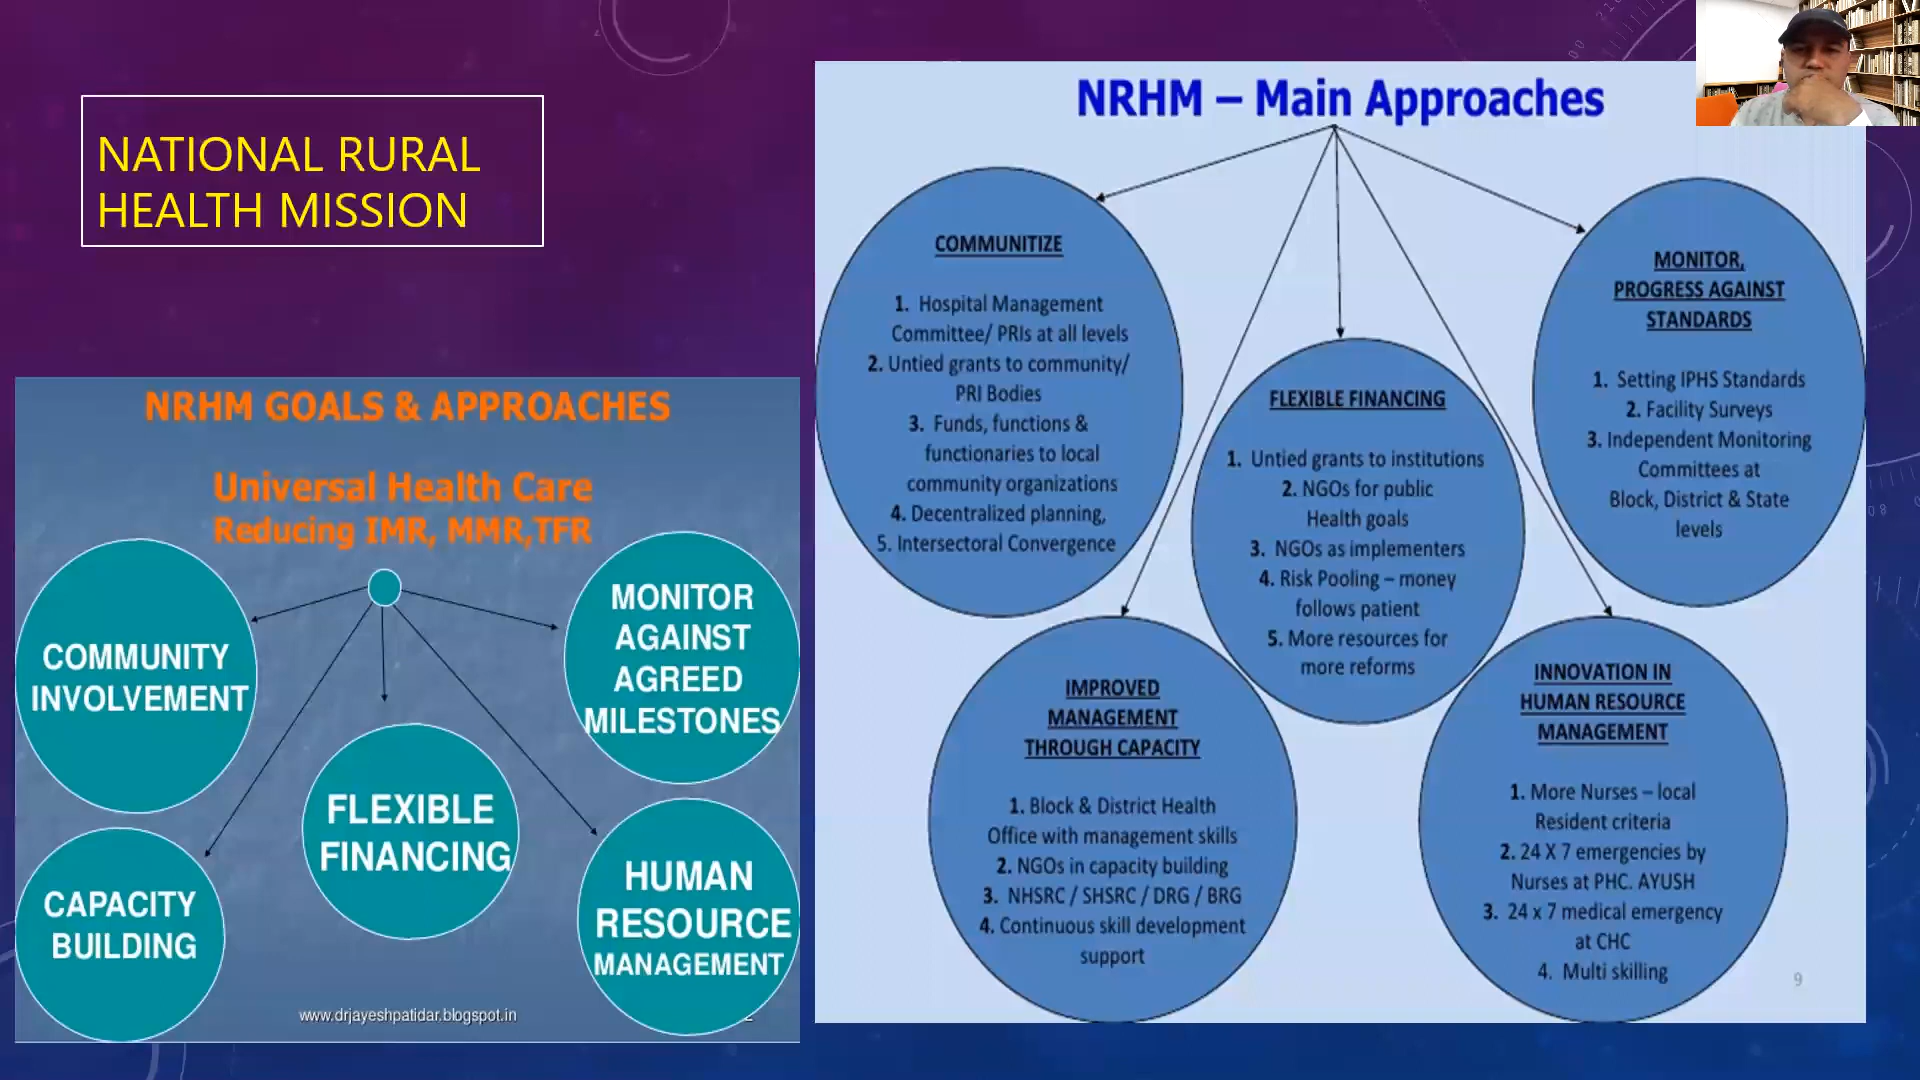 NATIONAL RURAL
HEALTH MISSION
NRHM GOALS & APPROACHES
Universal Health Care
Reducing IMR, MMR,TFR
COMMUNITY
INVOLVEMENT
MONITOR
AGAINST
AGREED
MILESTONES
FLEXIBLE
FINANCING
CAPACITY
BUILDING
HUMAN
RESOURCE
MANAGEMENT
www.drjayeshpatidar.blogspot.in
NRHM – Main Approaches
COMMUNITIZE
1. Hospital Management
Committee/ PRIs at all levels
2. Untied grants to community/
PRI Bodies
3. Funds, functions &
functionaries to local
community organizations
4. Decentralized planning,
5. Intersectoral Convergence
MONITOR,
PROGRESS AGAINST
STANDARDS
1. Setting IPHS Standards
2. Facility Surveys
3. Independent Monitoring
Committees at
Block, District & State
levels
FLEXIBLE FINANCING
1. Untied grants to institutions
2. NGOs for public
Health goals
3. NGOs as implementers
4. Risk Pooling – money
follows patient
5. More resources for
more reforms
IMPROVED
MANAGEMENT
THROUGH CAPACITY
1. Block & District Health
Office with management skills
2. NGOs in capacity building
3. NHSRC / SHSRC / DRG / BRG
4. Continuous skill development
support
INNOVATION IN
HUMAN RESOURCE
MANAGEMENT
1. More Nurses – local
Resident criteria
2. 24 X 7 emergencies by
Nurses at PHC. AYUSH
3. 24 x 7 medical emergency
at CHC
4. Multi skilling
9